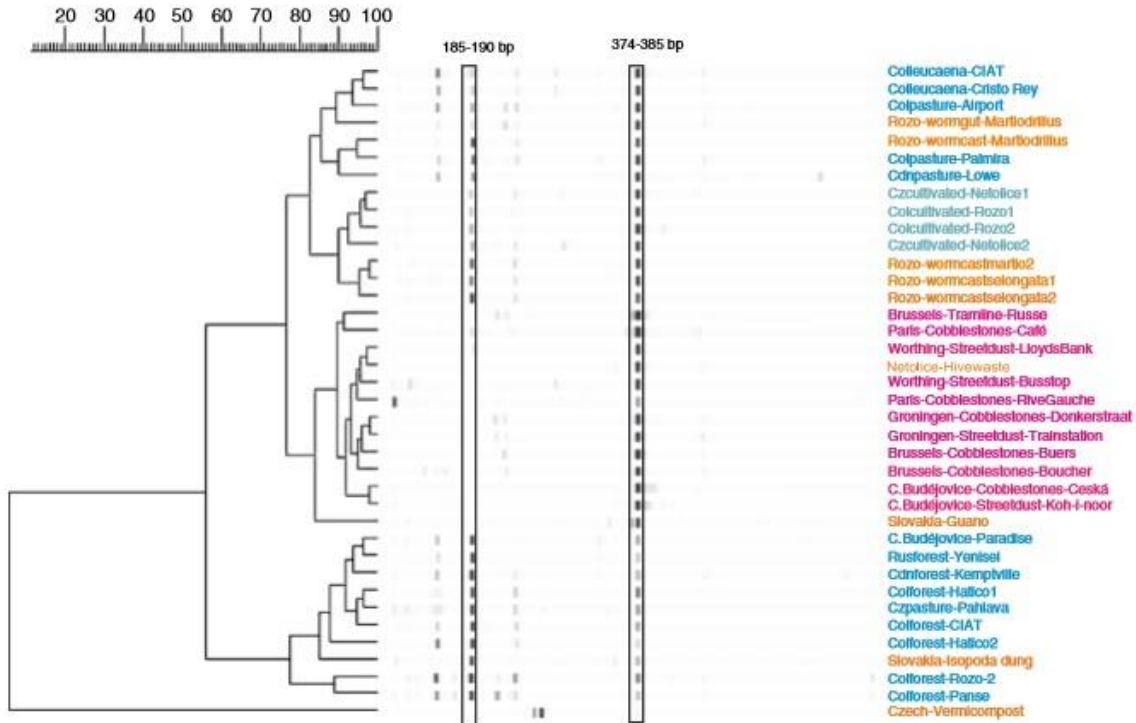 20 30 40 50 60 70 80 90 100
185-190 bp
374-385 bp
Colleucaena-CIAT
Colleucaena-Cristo Rey
Colpasture-Airport
Rozo-wormgut-Martiodrilus
Rozo-wormcast-Martiodrilus
Colpasture-Palmira
Cdnpasture-Lowe
Czcultivated-Netolice1
Colcultivated-Rozo1
Colcultivated-Rozo2
Czcultivated-Netolice2
Rozo-wormcastmartio2
Rozo-wormcastselongata1
Rozo-wormcastselongata2
Brussels-Tramline-Russe
Paris-Cobblestones-Café
Worthing-Streetdust-LloydsBank
Netolice-Hivewaste
Worthing-Streetdust-Busstop
Paris-Cobblestones-RiveGauche
Groningen-Cobblestones-Donkerstraat
Groningen-Streetdust-Trainstation
Brussels-Cobblestones-Buers
Brussels-Cobblestones-Boucher
C.Budéjovice-Cobblestones-Ceská
C.Budéjovice-Streetdust-Koh-i-noor
Slovakia-Guano
C.Budéjovice-Paradise
Rusforest-Yenisei
Cdnforest-Kemptville
Colforest-Hatico1
Czpasture-Pahlava
Colforest-CIAT
Colforest-Hatico2
Slovakia-Isopoda dung
Colforest-Rozo-2
Colforest-Panse
Czech-Vermicompost